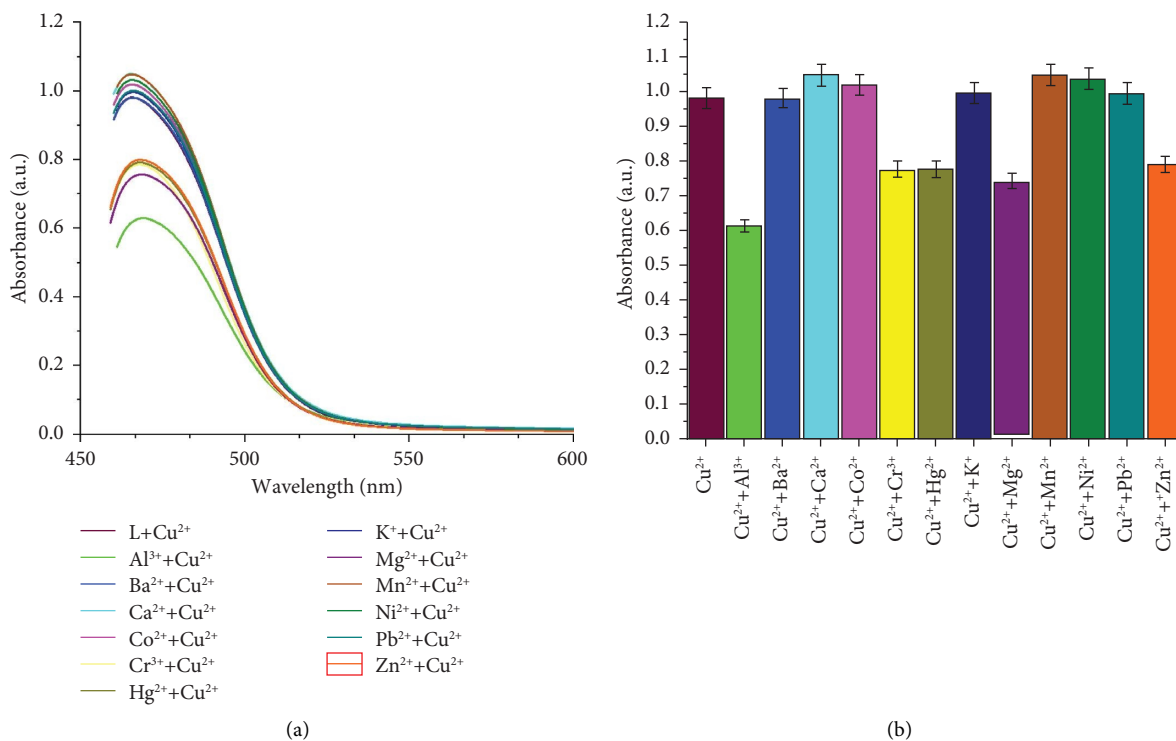 1.2
1.0
0.8
0.6
0.4
0.2
0.0
Absorbance (a.u.)
450 500 550 600
Wavelength (nm)
L+Cu²⁺
Al³⁺+Cu²⁺
Ba²⁺+Cu²⁺
Ca²⁺+Cu²⁺
Co²⁺+Cu²⁺
Cr³⁺+Cu²⁺
Hg²⁺+Cu²⁺
K⁺+Cu²⁺
Mg²⁺+Cu²⁺
Mn²⁺+Cu²⁺
Ni²⁺+Cu²⁺
Pb²⁺+Cu²⁺
Zn²⁺+Cu²⁺
(a)
1.2
1.1
1.0
0.9
0.8
0.7
0.6
0.5
0.4
0.3
0.2
0.1
0.0
Absorbance (a.u.)
Cu²⁺
Cu²⁺+Al³⁺
Cu²⁺+Ba²⁺
Cu²⁺+Ca²⁺
Cu²⁺+Co²⁺
Cu²⁺+Cr³⁺
Cu²⁺+Hg²⁺
Cu²⁺+K⁺
Cu²⁺+Mg²⁺
Cu²⁺+Mn²⁺
Cu²⁺+Ni²⁺
Cu²⁺+Pb²⁺
Cu²⁺+⁺Zn²⁺
(b)